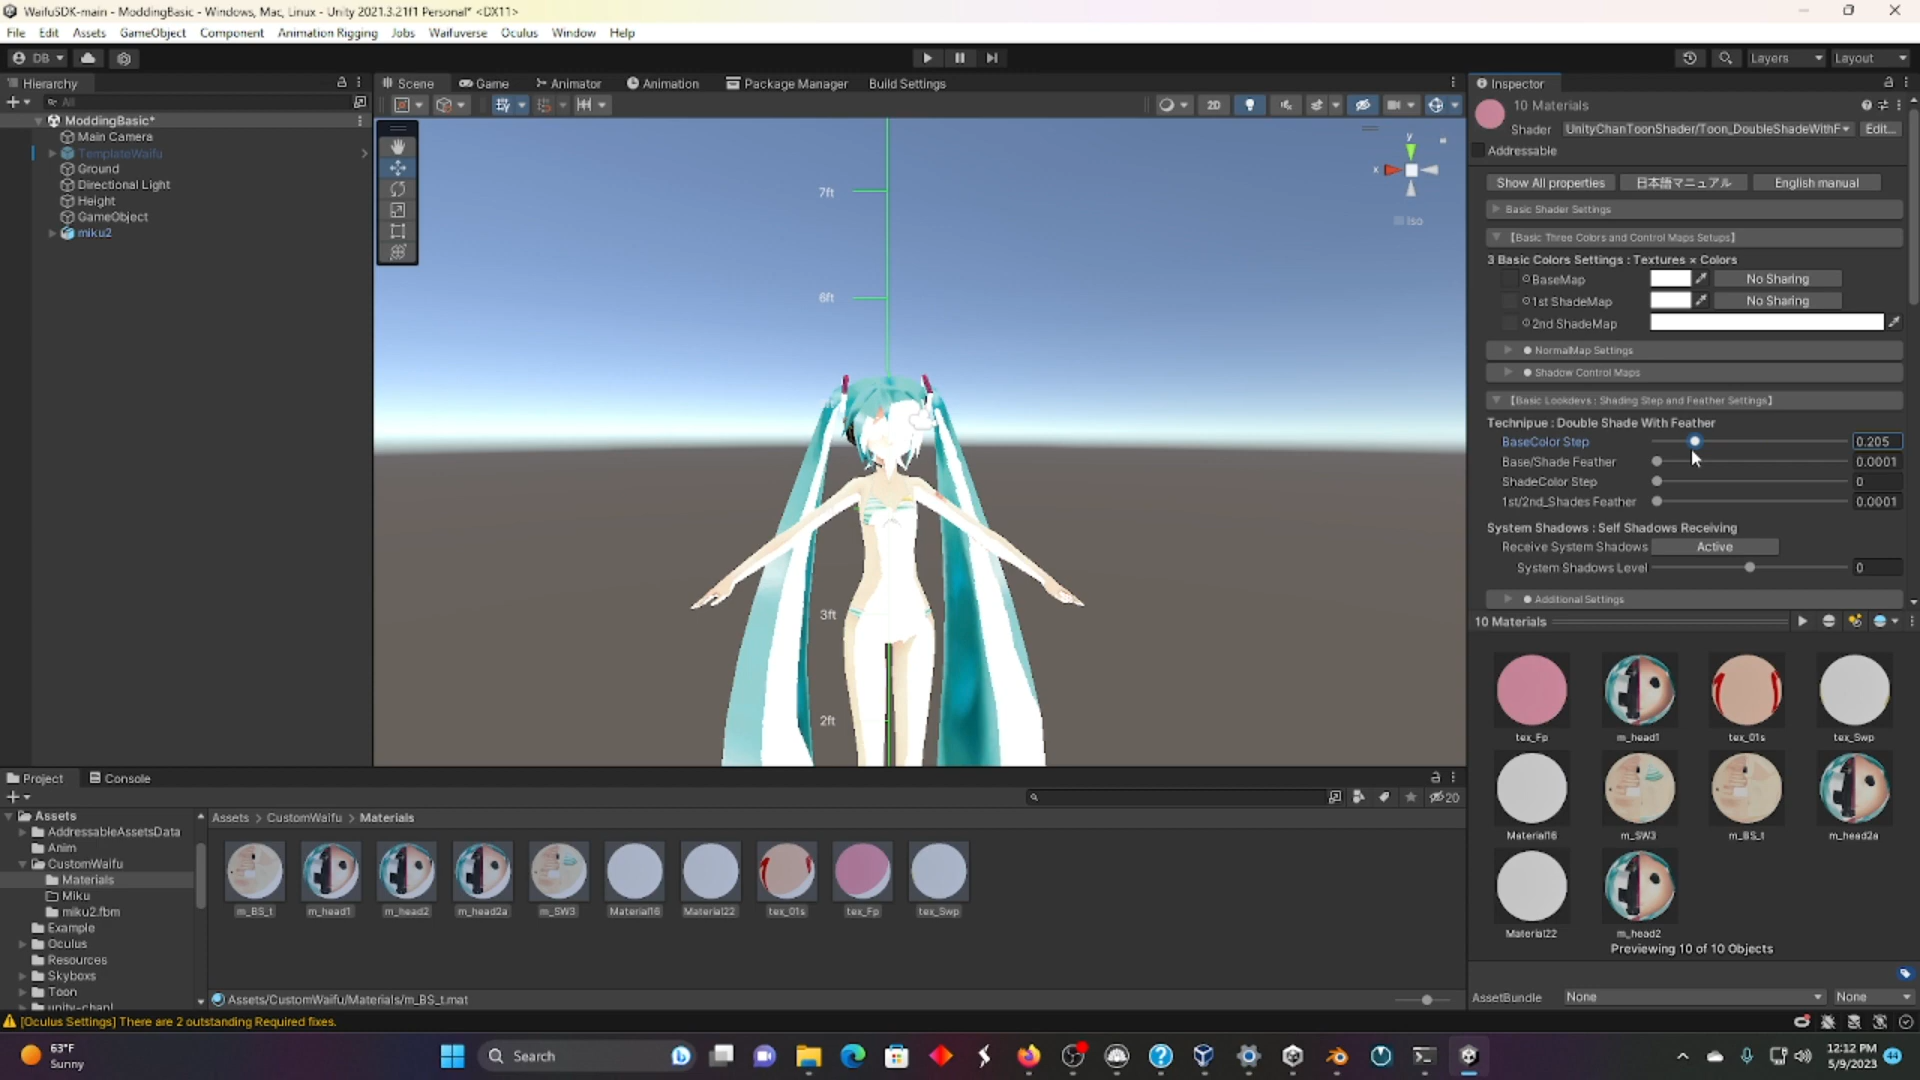 WaifuSDK-main - ModdingBasic - Windows, Mac, Linux - Unity 2021.3.21f1 Personal* <DX11>
File Edit Assets GameObject Component Animation Rigging Jobs Waifuverse Oculus Window Help
DB
Layers
Layout
Hierarchy
Scene
Game
Animator
Animation
Package Manager
Build Settings
Inspector
All
2D
ModdingBasic*
Main Camera
TemplateWaifu
Ground
Directional Light
Height
GameObject
miku2
y
x
Iso
7ft
6ft
3ft
2ft
10 Materials
Shader UnityChanToonShader/Toon_DoubleShadeWithF
Edit...
Addressable
Show All properties
日本語マニュアル
English manual
Basic Shader Settings
【Basic Three Colors and Control Maps Setups】
3 Basic Colors Settings : Textures × Colors
BaseMap
No Sharing
1st ShadeMap
No Sharing
2nd ShadeMap
● NormalMap Settings
● Shadow Control Maps
【Basic Lookdevs : Shading Step and Feather Settings】
Technipue : Double Shade With Feather
BaseColor Step 0.205
Base/Shade Feather 0.0001
ShadeColor Step 0
1st/2nd_Shades Feather 0.0001
System Shadows : Self Shadows Receiving
Receive System Shadows Active
System Shadows Level 0
● Additional Settings
10 Materials
tex_Fp m_head1 tex_01s tex_Swp
Material16 m_SW3 m_BS_t m_head2a
Material22 m_head2
Previewing 10 of 10 Objects
AssetBundle None None
Project
Console
20
Assets
AddressableAssetsData
Anim
CustomWaifu
Materials
Miku
miku2.fbm
Example
Oculus
Resources
Skyboxs
Toon
unity-chan!
Assets > CustomWaifu > Materials
m_BS_t m_head1 m_head2 m_head2a m_SW3 Material16 Material22 tex_01s tex_Fp tex_Swp
Assets/CustomWaifu/Materials/m_BS_t.mat
[Oculus Settings] There are 2 outstanding Required fixes.
63°F
Sunny
Search
12:12 PM
5/9/2023
44